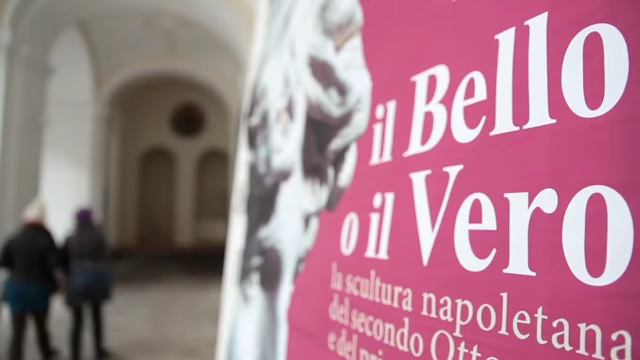 il Bello
o il Vero
la scultura napoletana
del secondo Otto
e del pri